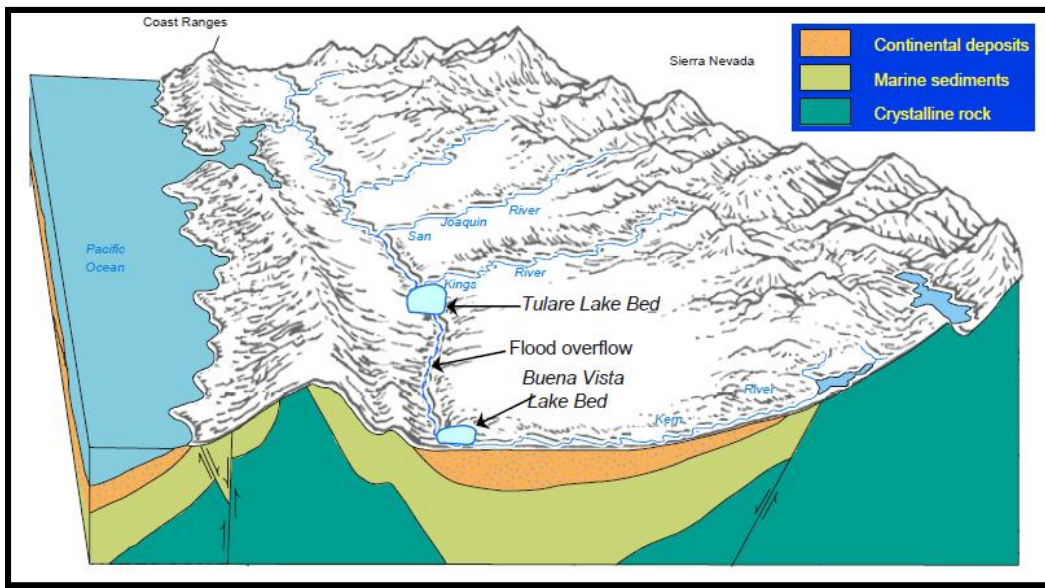 Coast Ranges
Sierra Nevada
Continental deposits
Marine sediments
Crystalline rock
Pacific
Ocean
San Joaquin River
Kings River
Tulare Lake Bed
Flood overflow
Buena Vista
Lake Bed
Kern River